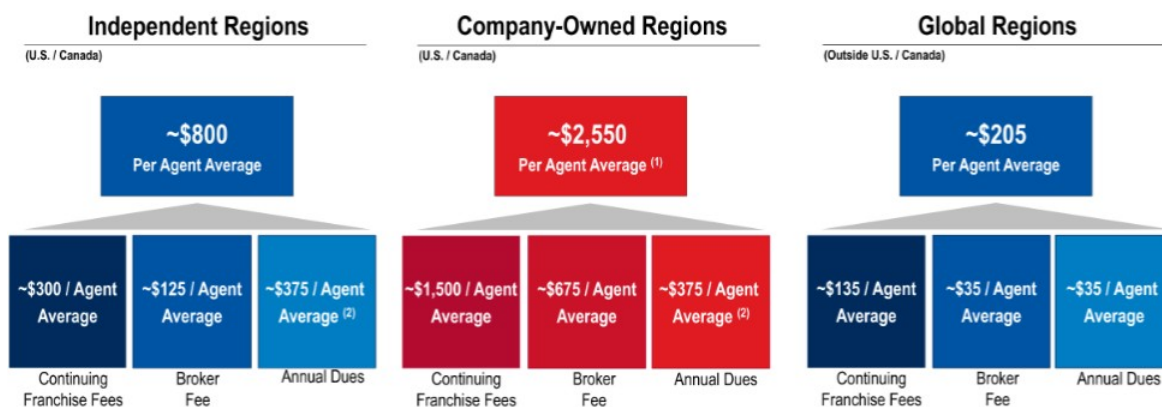 Independent Regions
(U.S. / Canada)
~$800
Per Agent Average
~$300 / Agent
Average
~$125 / Agent
Average
~$375 / Agent
Average (2)
Continuing
Franchise Fees
Broker
Fee
Annual Dues
Company-Owned Regions
(U.S. / Canada)
~$2,550
Per Agent Average (1)
~$1,500 / Agent
Average
~$675 / Agent
Average
~$375 / Agent
Average (2)
Continuing
Franchise Fees
Broker
Fee
Annual Dues
Global Regions
(Outside U.S. / Canada)
~$205
Per Agent Average
~$135 / Agent
Average
~$35 / Agent
Average
~$35 / Agent
Average
Continuing
Franchise Fees
Broker
Fee
Annual Dues